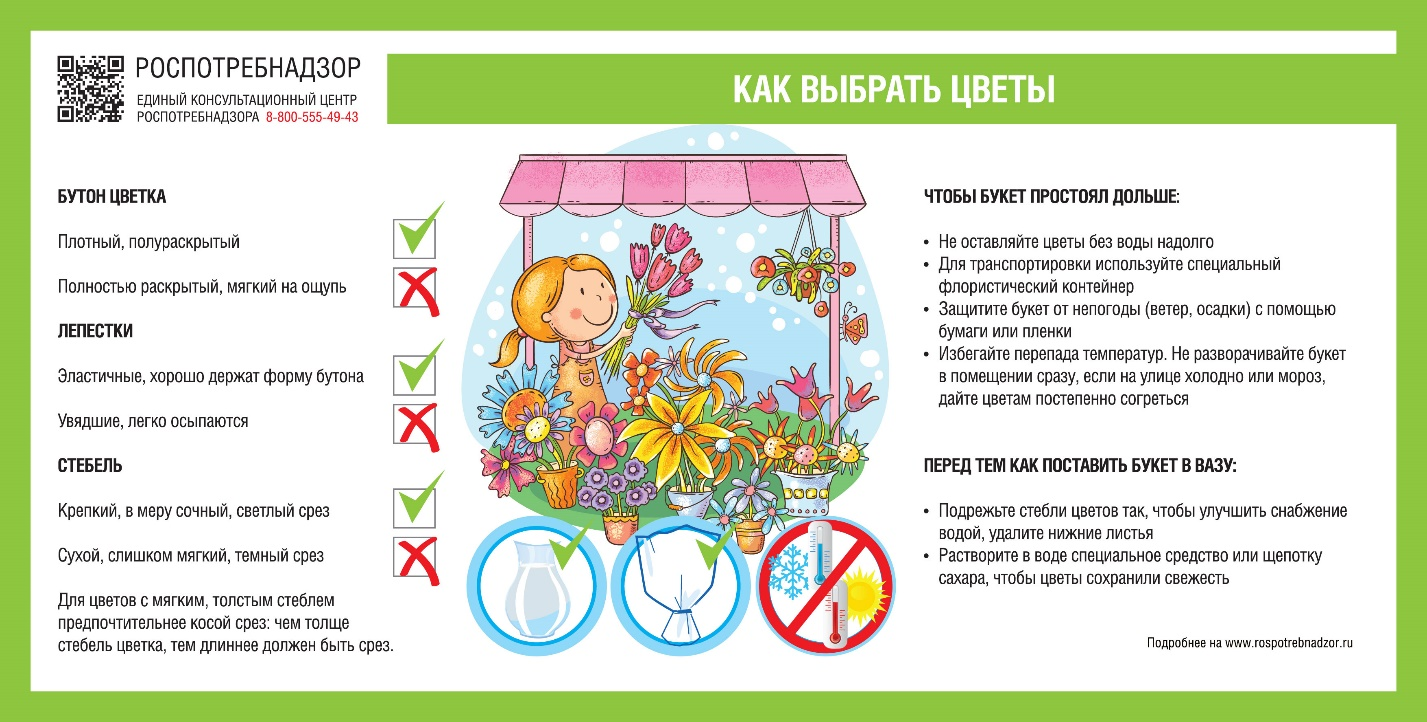 РОСПОТРЕБНАДЗОР
ЕДИНЫЙ КОНСУЛЬТАЦИОННЫЙ ЦЕНТР
РОСПОТРЕБНАДЗОРА 8-800-555-49-43
КАК ВЫБРАТЬ ЦВЕТЫ
БУТОН ЦВЕТКА
Плотный, полураскрытый
Полностью раскрытый, мягкий на ощупь
ЛЕПЕСТКИ
Эластичные, хорошо держат форму бутона
Увядшие, легко осыпаются
СТЕБЕЛЬ
Крепкий, в меру сочный, светлый срез
Сухой, слишком мягкий, темный срез
Для цветов с мягким, толстым стеблем
предпочтительнее косой срез: чем толще
стебель цветка, тем длиннее должен быть срез.
ЧТОБЫ БУКЕТ ПРОСТОЯЛ ДОЛЬШЕ:
• Не оставляйте цветы без воды надолго
• Для транспортировки используйте специальный
флористический контейнер
• Защитите букет от непогоды (ветер, осадки) с помощью
бумаги или пленки
• Избегайте перепада температур. Не разворачивайте букет
в помещении сразу, если на улице холодно или мороз,
дайте цветам постепенно согреться
ПЕРЕД ТЕМ КАК ПОСТАВИТЬ БУКЕТ В ВАЗУ:
• Подрежьте стебли цветов так, чтобы улучшить снабжение
водой, удалите нижние листья
• Растворите в воде специальное средство или щепотку
сахара, чтобы цветы сохранили свежесть
Подробнее на www.rospotrebnadzor.ru